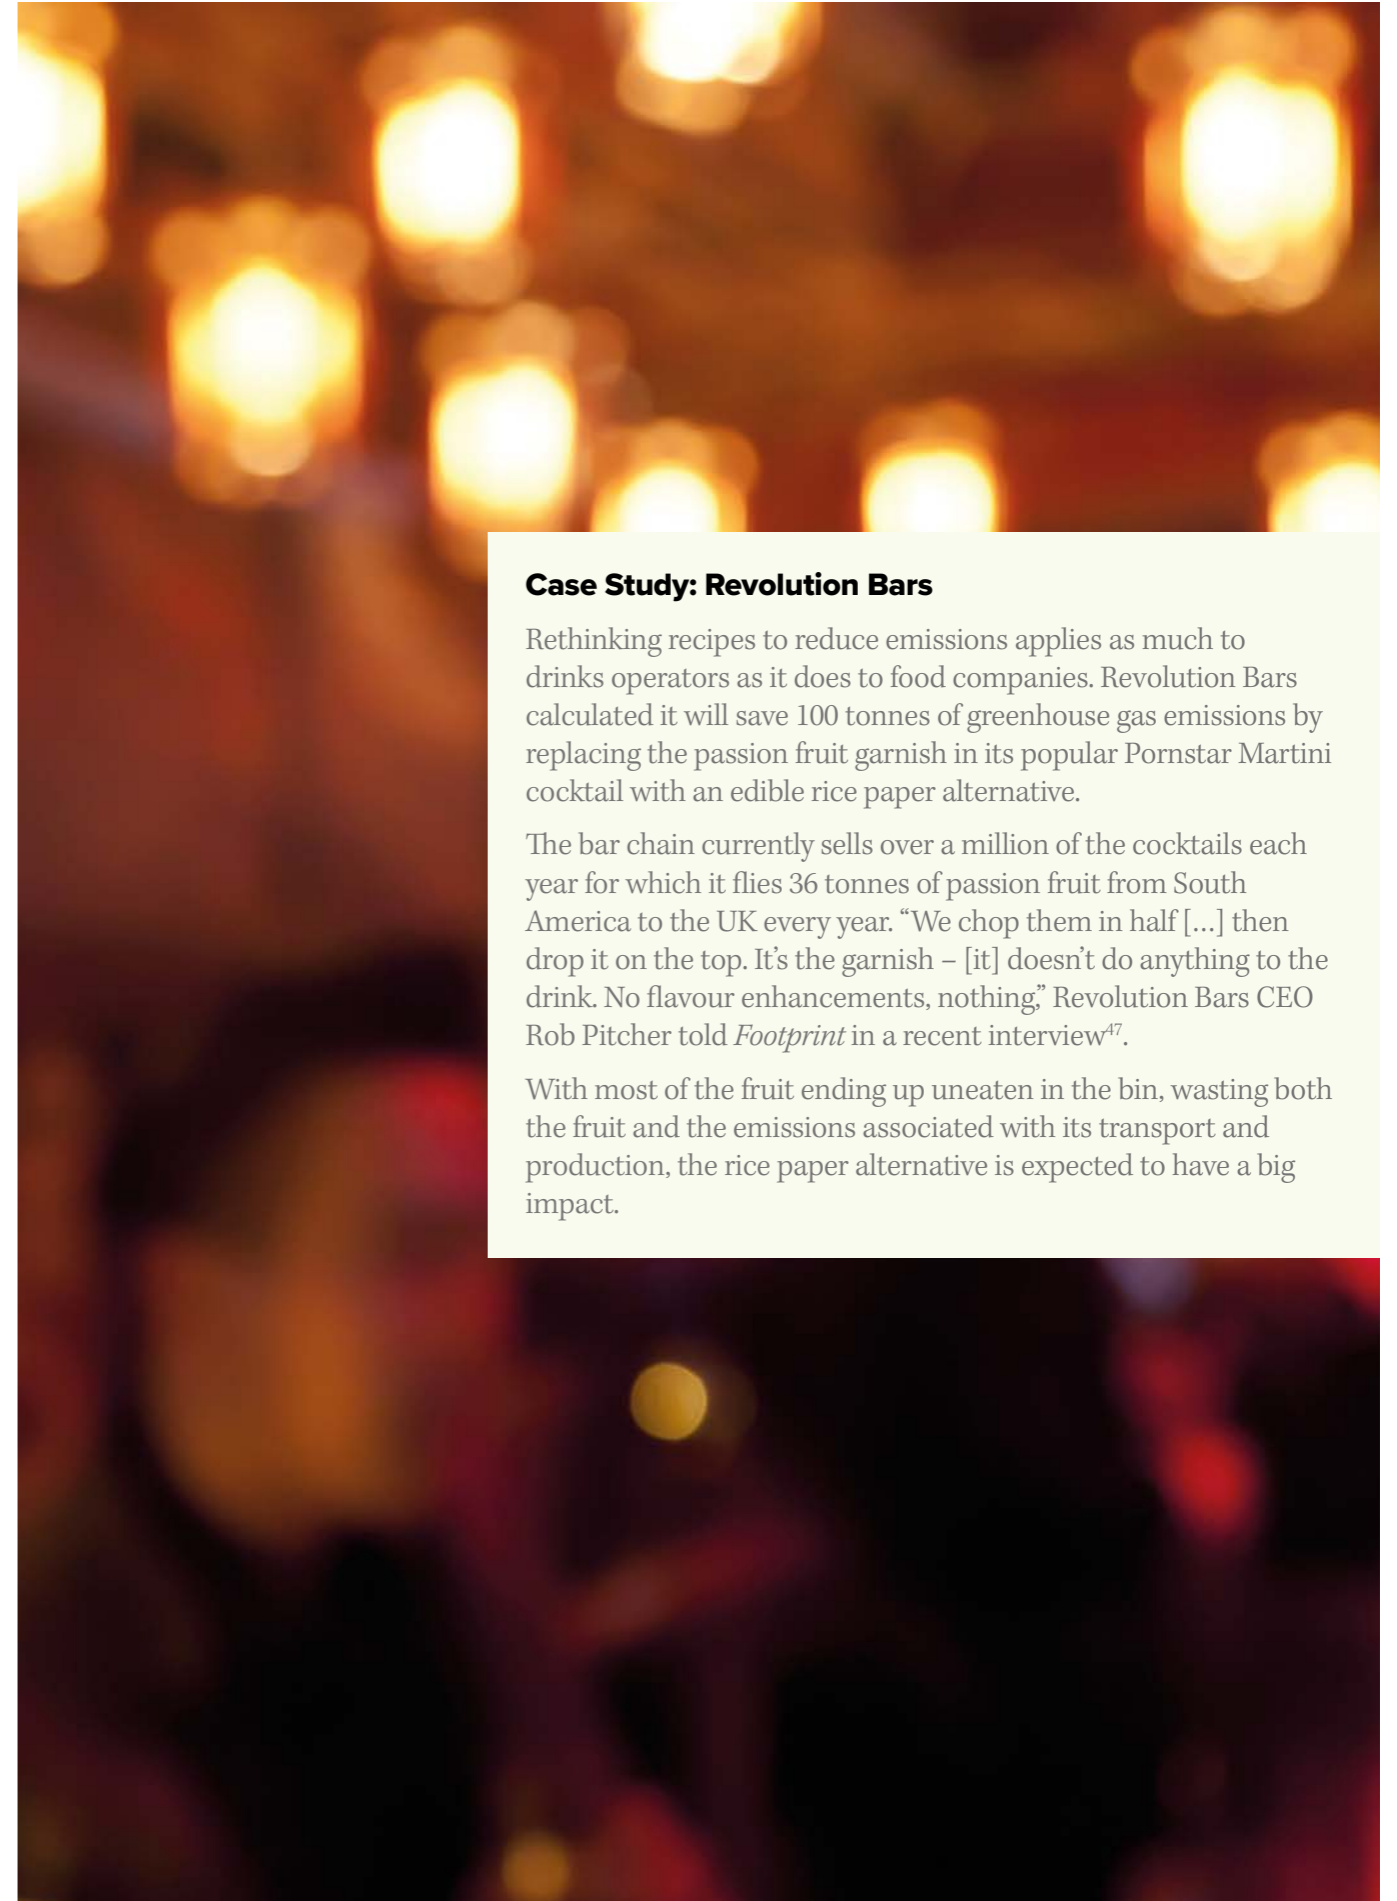 Case Study: Revolution Bars
Rethinking recipes to reduce emissions applies as much to
drinks operators as it does to food companies. Revolution Bars
calculated it will save 100 tonnes of greenhouse gas emissions by
replacing the passion fruit garnish in its popular Pornstar Martini
cocktail with an edible rice paper alternative.
The bar chain currently sells over a million of the cocktails each
year for which it flies 36 tonnes of passion fruit from South
America to the UK every year. “We chop them in half […] then
drop it on the top. It’s the garnish – [it] doesn’t do anything to the
drink. No flavour enhancements, nothing,” Revolution Bars CEO
Rob Pitcher told Footprint in a recent interview⁴⁷.
With most of the fruit ending up uneaten in the bin, wasting both
the fruit and the emissions associated with its transport and
production, the rice paper alternative is expected to have a big
impact.